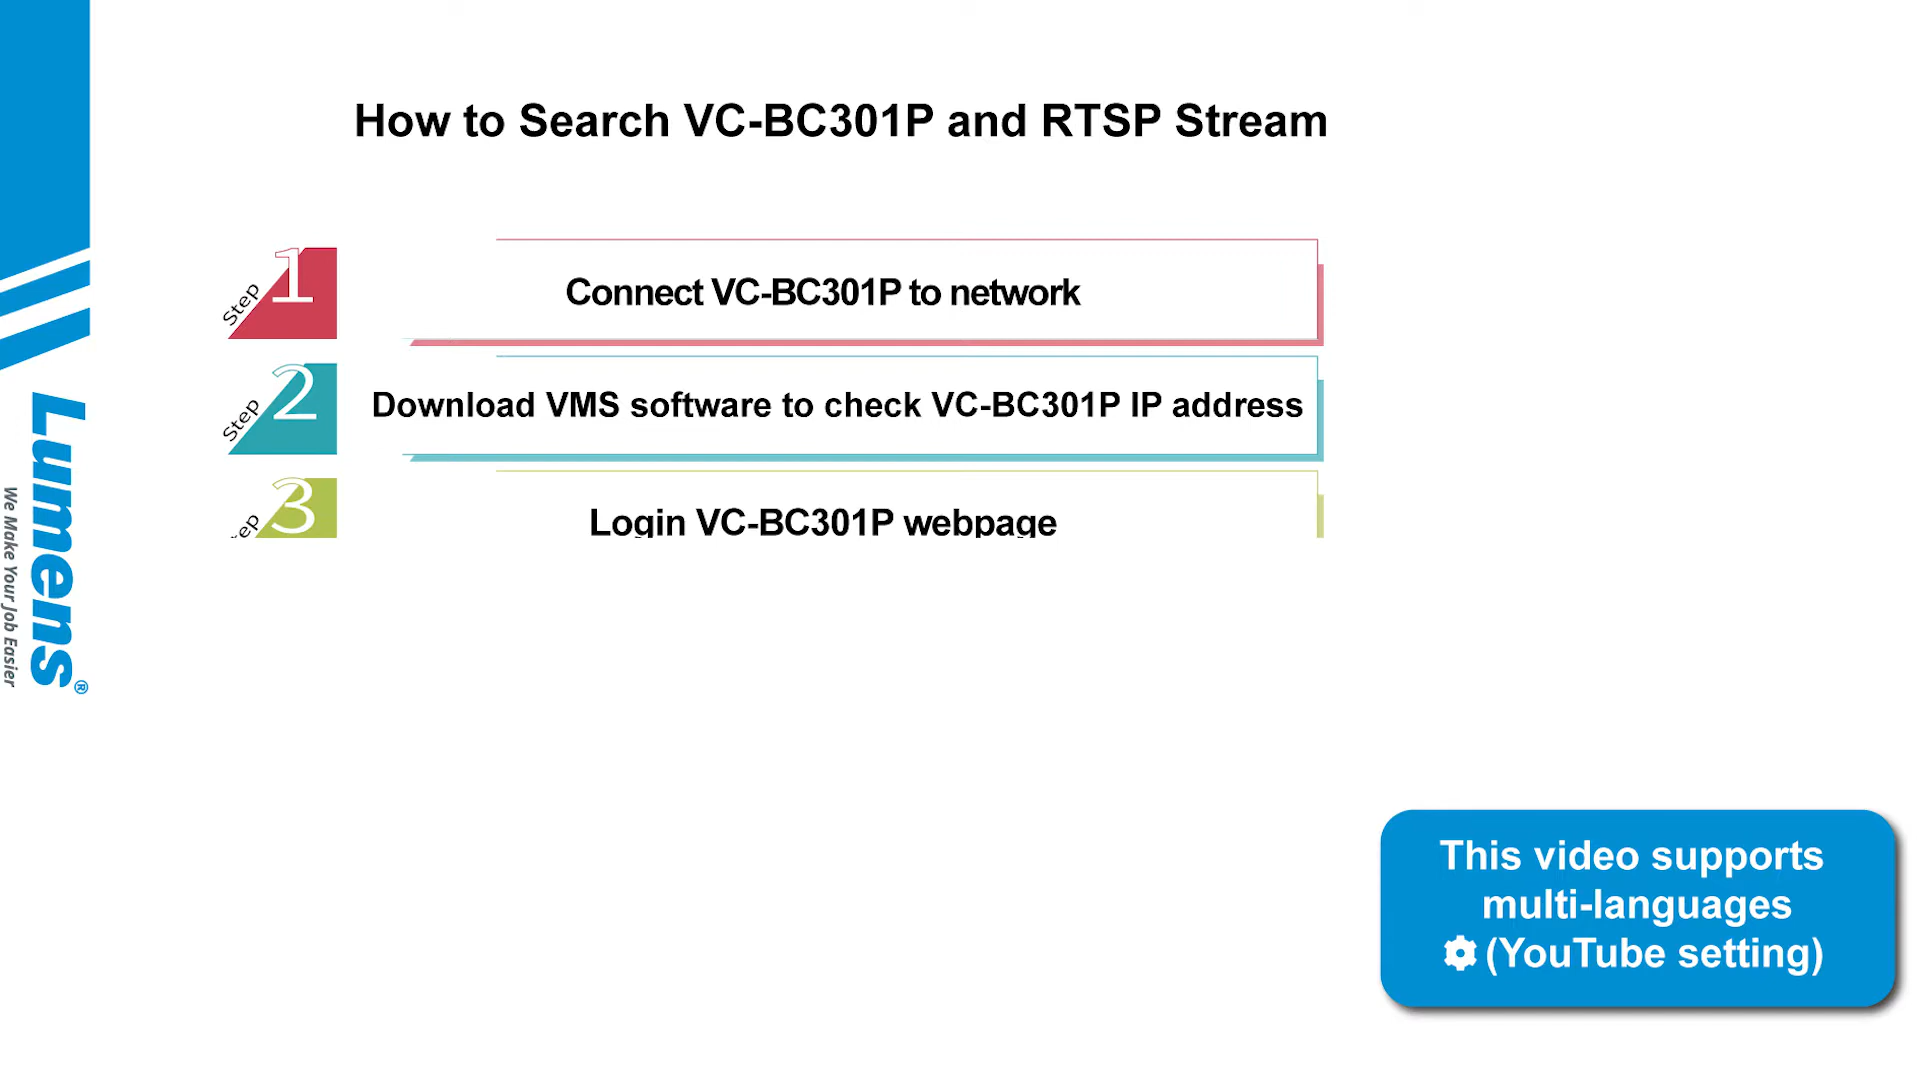 How to Search VC-BC301P and RTSP Stream
Step 1
Connect VC-BC301P to network
Step 2
Download VMS software to check VC-BC301P IP address
ep 3
Login VC-BC301P webpage
Lumens®
We Make Your Job Easier
This video supports
multi-languages
(YouTube setting)